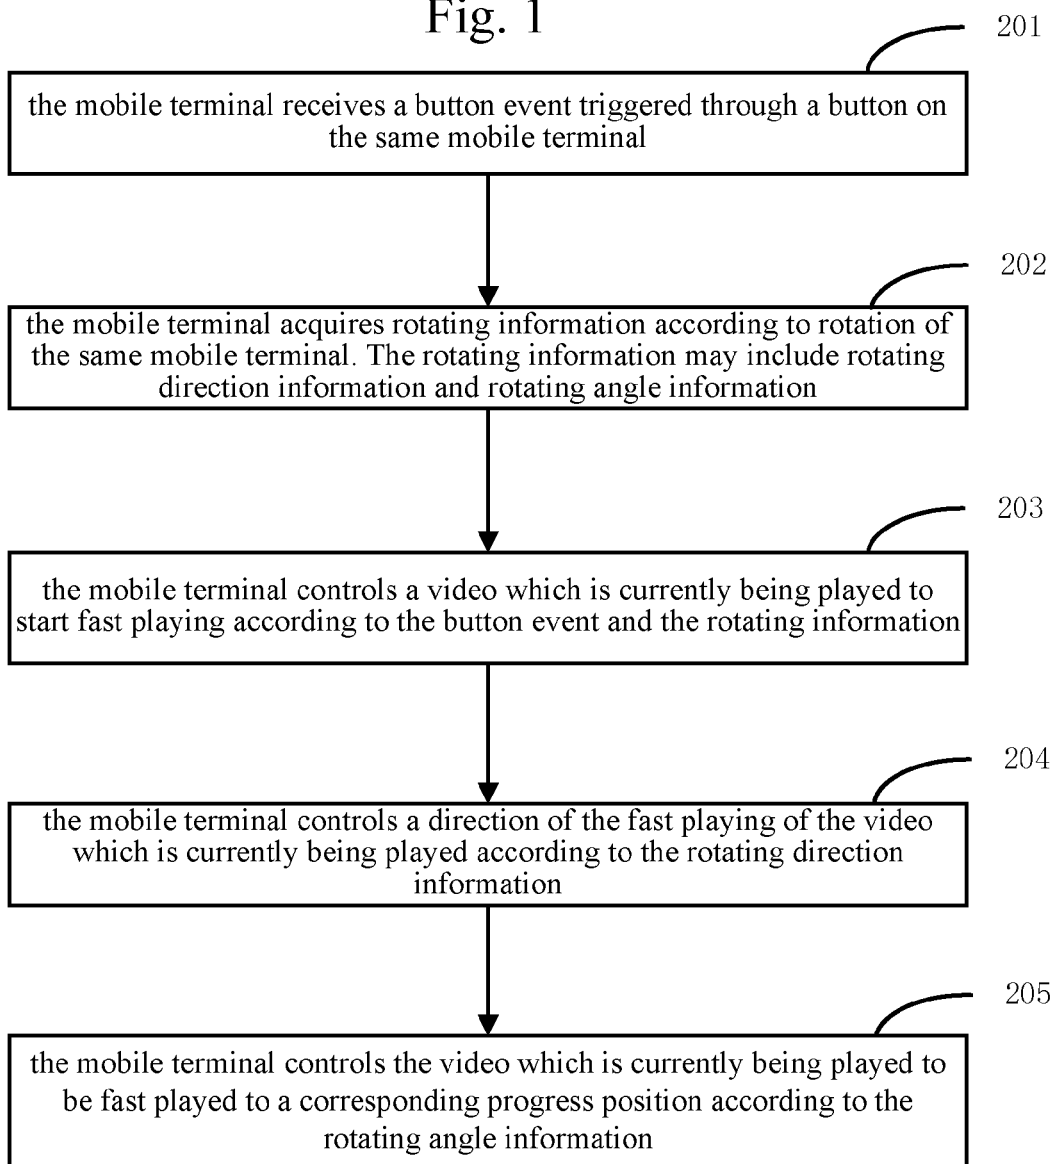 Fig. 1
201
the mobile terminal receives a button event triggered through a button on
the same mobile terminal
202
the mobile terminal acquires rotating information according to rotation of
the same mobile terminal. The rotating information may include rotating
direction information and rotating angle information
203
the mobile terminal controls a video which is currently being played to
start fast playing according to the button event and the rotating information
204
the mobile terminal controls a direction of the fast playing of the video
which is currently being played according to the rotating direction
information
205
the mobile terminal controls the video which is currently being played to
be fast played to a corresponding progress position according to the
rotating angle information